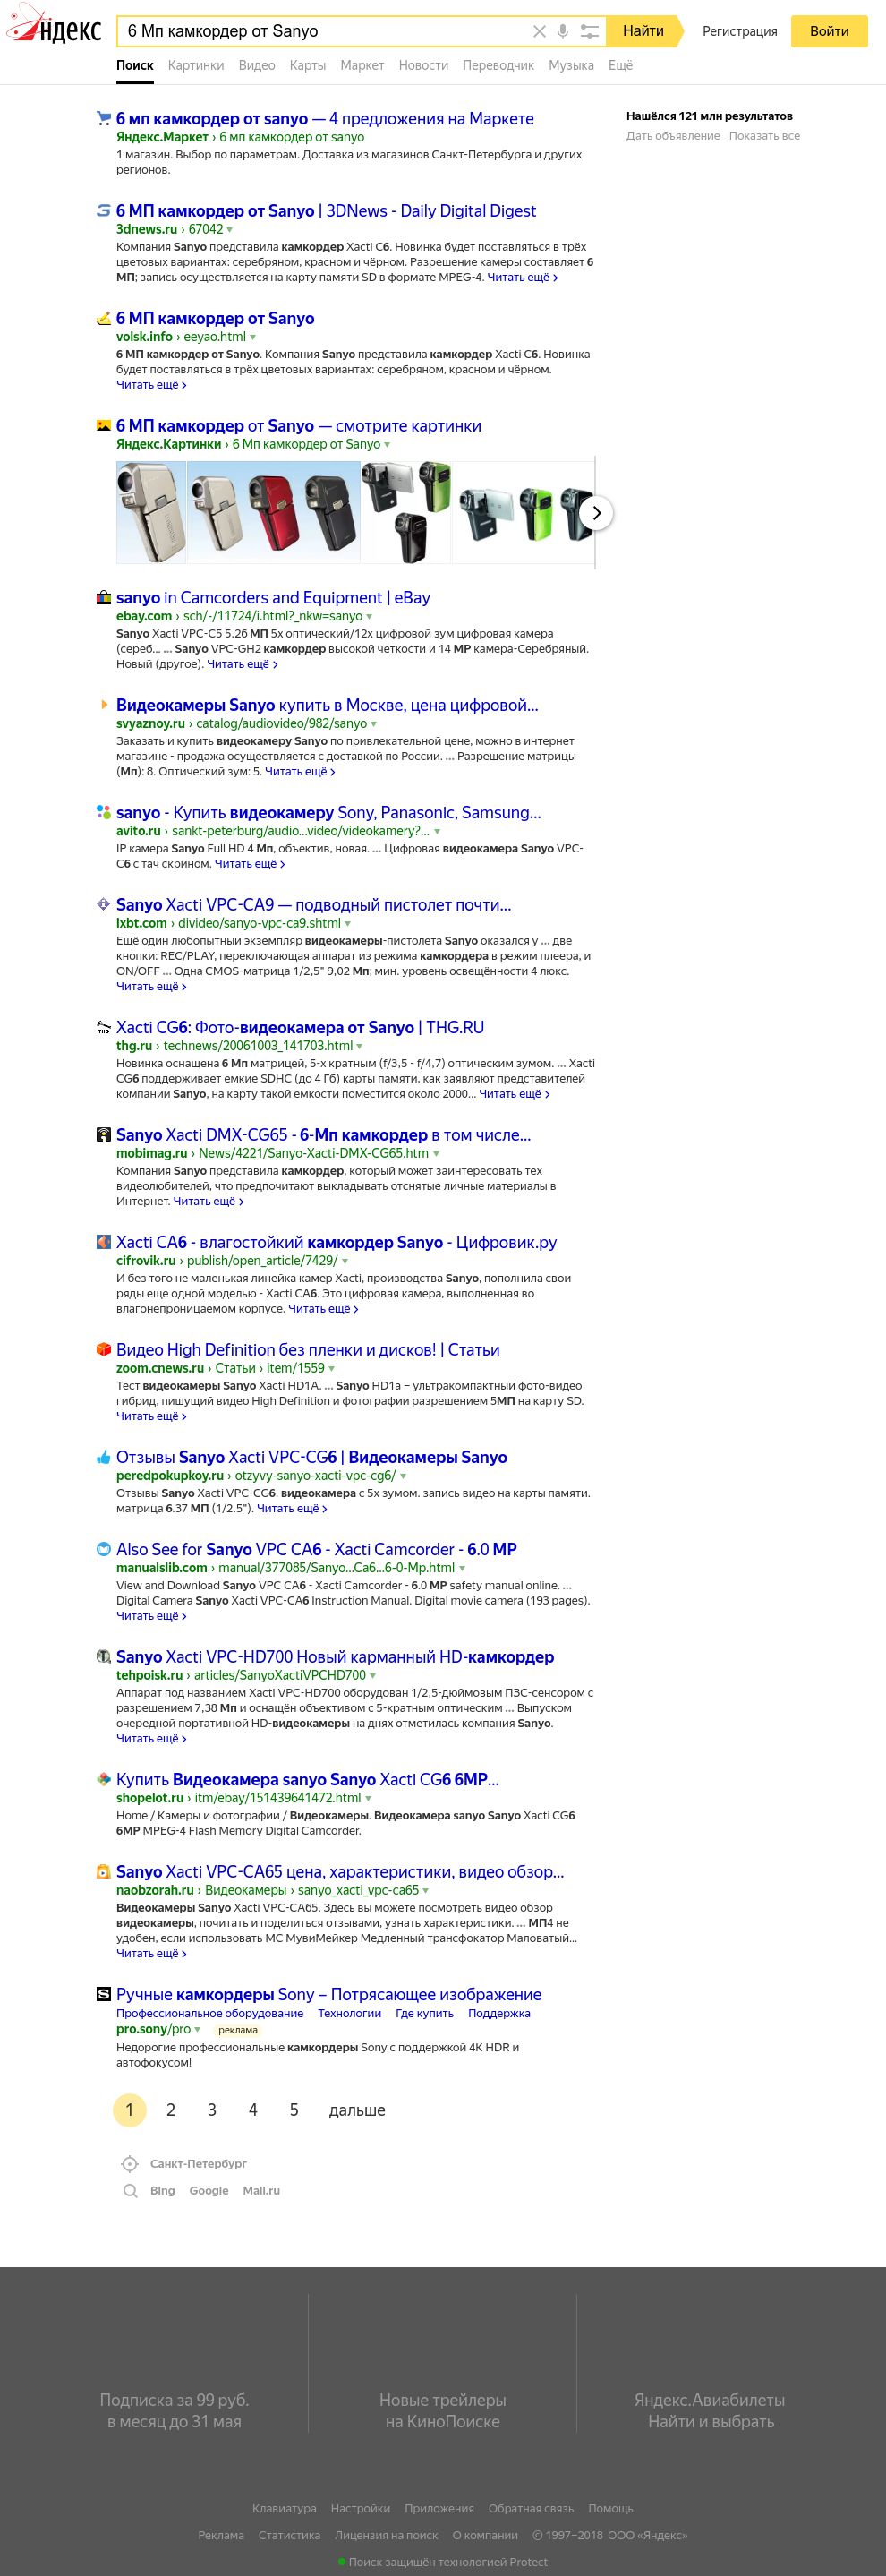 Яндекс
6 Мп камкордер от Sanyo
Найти
Регистрация
Войти
Поиск Картинки Видео Карты Маркет Новости Переводчик Музыка Ещё
Нашёлся 121 млн результатов
Дать объявление Показать все
6 мп камкордер от sanyo — 4 предложения на Маркете
Яндекс.Маркет › 6 мп камкордер от sanyo
1 магазин. Выбор по параметрам. Доставка из магазинов Санкт-Петербурга и других
регионов.
6 МП камкордер от Sanyo | 3DNews - Daily Digital Digest
3dnews.ru › 67042
Компания Sanyo представила камкордер Xacti C6. Новинка будет поставляться в трёх
цветовых вариантах: серебряном, красном и чёрном. Разрешение камеры составляет 6
МП; запись осуществляется на карту памяти SD в формате MPEG-4. Читать ещё ›
6 МП камкордер от Sanyo
volsk.info › eeyao.html
6 МП камкордер от Sanyo. Компания Sanyo представила камкордер Xacti C6. Новинка
будет поставляться в трёх цветовых вариантах: серебряном, красном и чёрном.
Читать ещё ›
6 МП камкордер от Sanyo — смотрите картинки
Яндекс.Картинки › 6 Мп камкордер от Sanyo
sanyo in Camcorders and Equipment | eBay
ebay.com › sch/-/11724/i.html?_nkw=sanyo
Sanyo Xacti VPC-C5 5.26 МП 5x оптический/12x цифровой зум цифровая камера
(сереб... ... Sanyo VPC-GH2 камкордер высокой четкости и 14 MP камера-Серебряный.
Новый (другое). Читать ещё ›
Видеокамеры Sanyo купить в Москве, цена цифровой...
svyaznoy.ru › catalog/audiovideo/982/sanyo
Заказать и купить видеокамеру Sanyo по привлекательной цене, можно в интернет
магазине - продажа осуществляется с доставкой по России. ... Разрешение матрицы
(Мп): 8. Оптический зум: 5. Читать ещё ›
sanyo - Купить видеокамеру Sony, Panasonic, Samsung...
avito.ru › sankt-peterburg/audio...video/videokamery?...
IP камера Sanyo Full HD 4 Мп, объектив, новая. ... Цифровая видеокамера Sanyo VPC-
C6 с тач скрином. Читать ещё ›
Sanyo Xacti VPC-CA9 — подводный пистолет почти...
ixbt.com › divideo/sanyo-vpc-ca9.shtml
Ещё один любопытный экземпляр видеокамеры-пистолета Sanyo оказался у ... две
кнопки: REC/PLAY, переключающая аппарат из режима камкордера в режим плеера, и
ON/OFF ... Одна CMOS-матрица 1/2,5" 9,02 Мп; мин. уровень освещённости 4 люкс.
Читать ещё ›
Xacti CG6: Фото-видеокамера от Sanyo | THG.RU
thg.ru › technews/20061003_141703.html
Новинка оснащена 6 Мп матрицей, 5-х кратным (f/3,5 - f/4,7) оптическим зумом. ... Xacti
CG6 поддерживает емкие SDHC (до 4 Гб) карты памяти, как заявляют представителей
компании Sanyo, на карту такой емкости поместится около 2000... Читать ещё ›
Sanyo Xacti DMX-CG65 - 6-Мп камкордер в том числе...
mobimag.ru › News/4221/Sanyo-Xacti-DMX-CG65.htm
Компания Sanyo представила камкордер, который может заинтересовать тех
видеолюбителей, что предпочитают выкладывать отснятые личные материалы в
Интернет. Читать ещё ›
Xacti CA6 - влагостойкий камкордер Sanyo - Цифровик.ру
cifrovik.ru › publish/open_article/7429/
И без того не маленькая линейка камер Xacti, производства Sanyo, пополнила свои
ряды еще одной моделью - Xacti CA6. Это цифровая камера, выполненная во
влагонепроницаемом корпусе. Читать ещё ›
Видео High Definition без пленки и дисков! | Статьи
zoom.cnews.ru › Статьи › item/1559
Тест видеокамеры Sanyo Xacti HD1A. ... Sanyo HD1a – ультракомпактный фото-видео
гибрид, пишущий видео High Definition и фотографии разрешением 5МП на карту SD.
Читать ещё ›
Отзывы Sanyo Xacti VPC-CG6 | Видеокамеры Sanyo
peredpokupkoy.ru › otzyvy-sanyo-xacti-vpc-cg6/
Отзывы Sanyo Xacti VPC-CG6. видеокамера с 5x зумом. запись видео на карты памяти.
матрица 6.37 МП (1/2.5"). Читать ещё ›
Also See for Sanyo VPC CA6 - Xacti Camcorder - 6.0 MP
manualslib.com › manual/377085/Sanyo...Ca6...6-0-Mp.html
View and Download Sanyo VPC CA6 - Xacti Camcorder - 6.0 MP safety manual online. ...
Digital Camera Sanyo Xacti VPC-CA6 Instruction Manual. Digital movie camera (193 pages).
Читать ещё ›
Sanyo Xacti VPC-HD700 Новый карманный HD-камкордер
tehpoisk.ru › articles/SanyoXactiVPCHD700
Аппарат под названием Xacti VPC-HD700 оборудован 1/2,5-дюймовым ПЗС-сенсором с
разрешением 7,38 Мп и оснащён объективом с 5-кратным оптическим ... Выпуском
очередной портативной HD-видеокамеры на днях отметилась компания Sanyo.
Читать ещё ›
Купить Видеокамера sanyo Sanyo Xacti CG6 6MP...
shopelot.ru › itm/ebay/151439641472.html
Home / Камеры и фотографии / Видеокамеры. Видеокамера sanyo Sanyo Xacti CG6
6MP MPEG-4 Flash Memory Digital Camcorder.
Sanyo Xacti VPC-CA65 цена, характеристики, видео обзор...
naobzorah.ru › Видеокамеры › sanyo_xacti_vpc-ca65
Видеокамеры Sanyo Xacti VPC-CA65. Здесь вы можете посмотреть видео обзор
видеокамеры, почитать и поделиться отзывами, узнать характеристики. ... МП4 не
удобен, если использовать МС МувиМейкер Медленный трансфокатор Маловатый...
Читать ещё ›
Ручные камкордеры Sony – Потрясающее изображение
Профессиональное оборудование Технологии Где купить Поддержка
pro.sony/pro реклама
Недорогие профессиональные камкордеры Sony с поддержкой 4K HDR и
автофокусом!
1 2 3 4 5 дальше
Санкт-Петербург
Bing Google Mail.ru
Подписка за 99 руб.
в месяц до 31 мая
Новые трейлеры
на КиноПоиске
Яндекс.Авиабилеты
Найти и выбрать
Клавиатура Настройки Приложения Обратная связь Помощь
Реклама Статистика Лицензия на поиск О компании © 1997–2018 ООО «Яндекс»
Поиск защищён технологией Protect